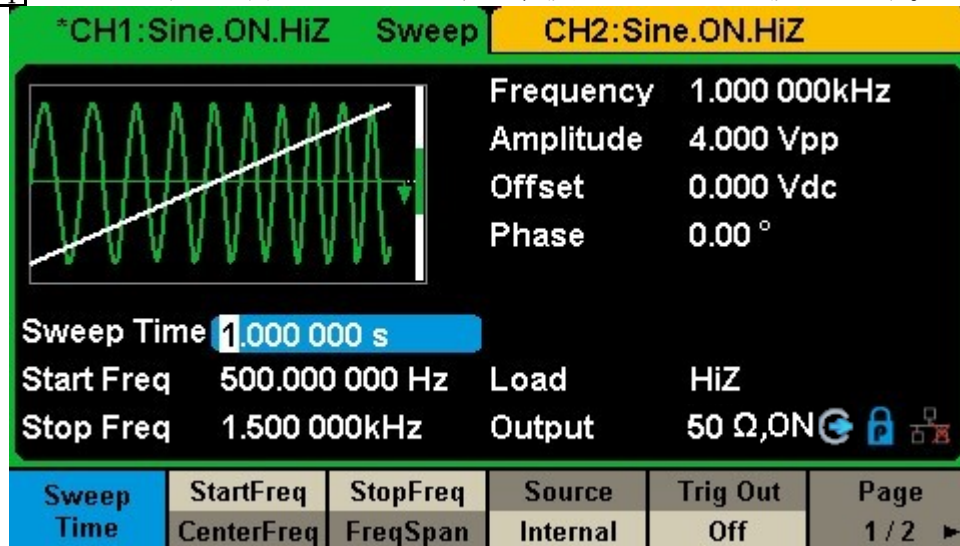 *CH1:Sine.ON.HiZ Sweep CH2:Sine.ON.HiZ
Frequency 1.000 000kHz
Amplitude 4.000 Vpp
Offset 0.000 Vdc
Phase 0.00 °
Sweep Time 1.000 000 s
Start Freq 500.000 000 Hz Load HiZ
Stop Freq 1.500 000kHz Output 50 Ω,ON P
Sweep Time StartFreq StopFreq Source Trig Out Page
CenterFreq FreqSpan Internal Off 1 / 2